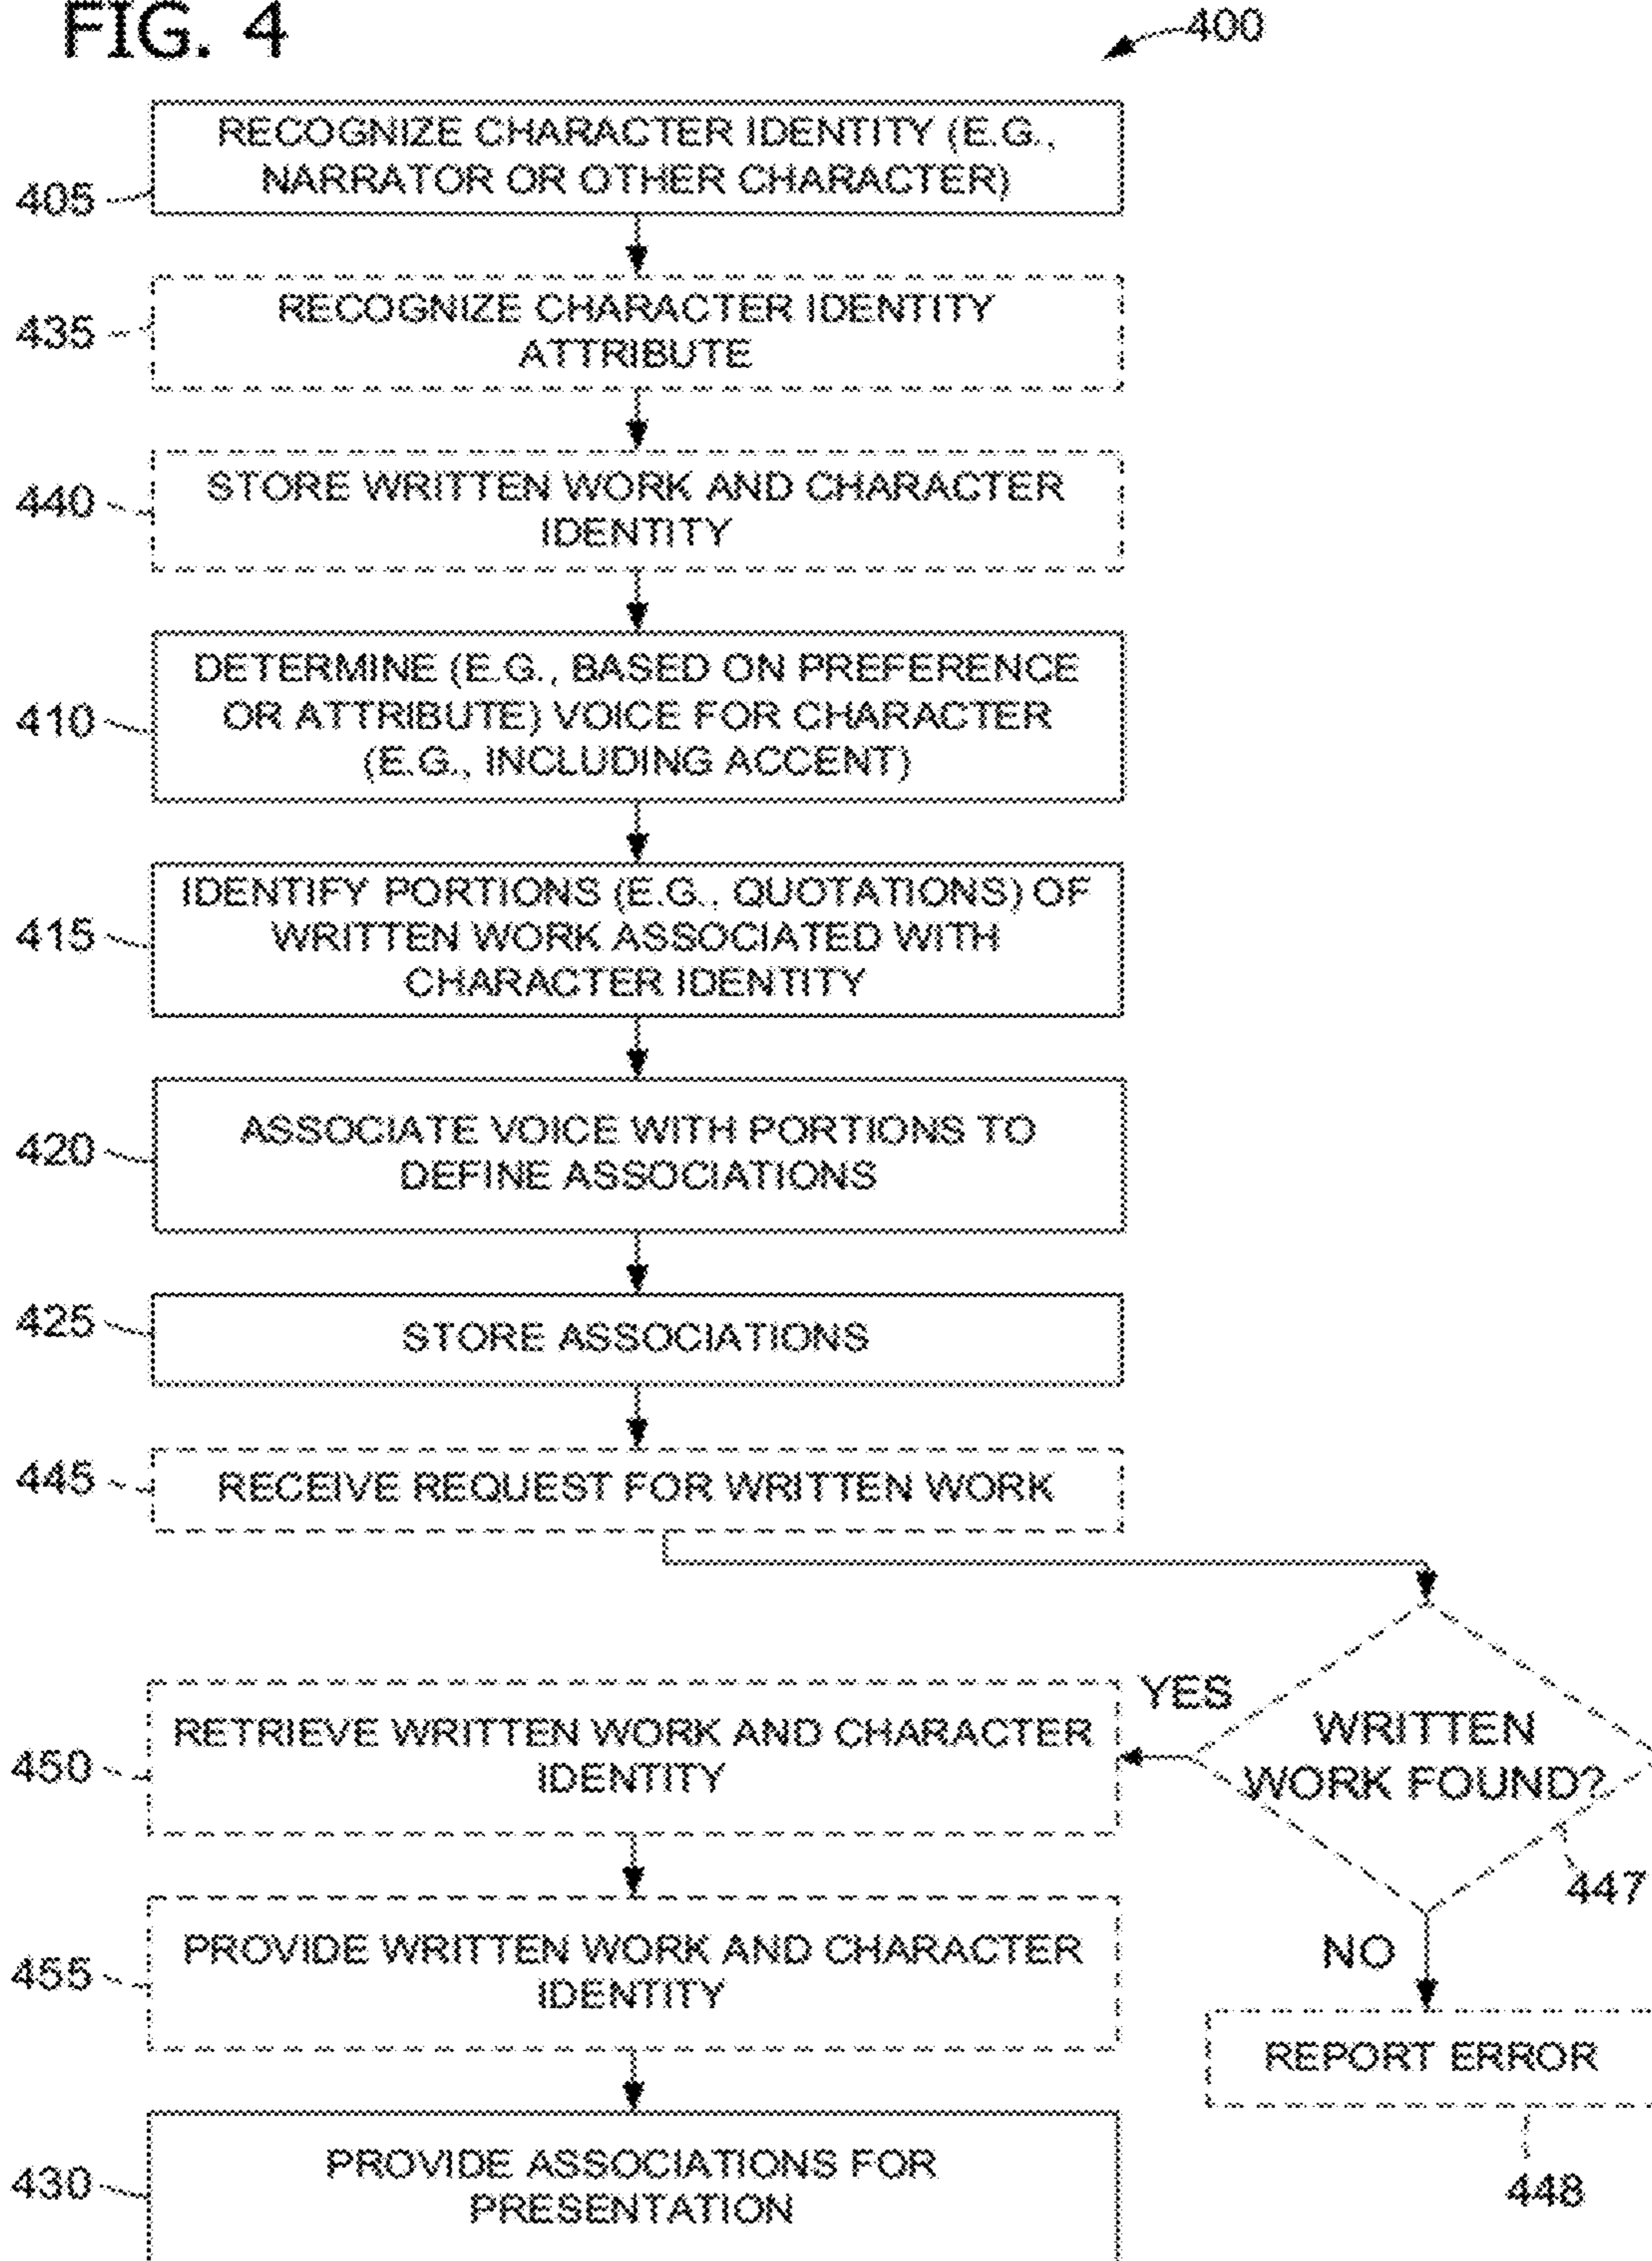 FIG. 4
400
RECOGNIZE CHARACTER IDENTITY (E.G.,
NARRATOR OR OTHER CHARACTER)
405
RECOGNIZE CHARACTER IDENTITY
ATTRIBUTE
435
STORE WRITTEN WORK AND CHARACTER
IDENTITY
440
DETERMINE (E.G., BASED ON PREFERENCE
OR ATTRIBUTE) VOICE FOR CHARACTER
(E.G., INCLUDING ACCENT)
410
IDENTIFY PORTIONS (E.G., QUOTATIONS) OF
WRITTEN WORK ASSOCIATED WITH
CHARACTER IDENTITY
415
ASSOCIATE VOICE WITH PORTIONS TO
DEFINE ASSOCIATIONS
420
STORE ASSOCIATIONS
425
RECEIVE REQUEST FOR WRITTEN WORK
445
WRITTEN
WORK FOUND?
447
YES
RETRIEVE WRITTEN WORK AND CHARACTER
IDENTITY
450
PROVIDE WRITTEN WORK AND CHARACTER
IDENTITY
455
NO
REPORT ERROR
448
PROVIDE ASSOCIATIONS FOR
PRESENTATION
430